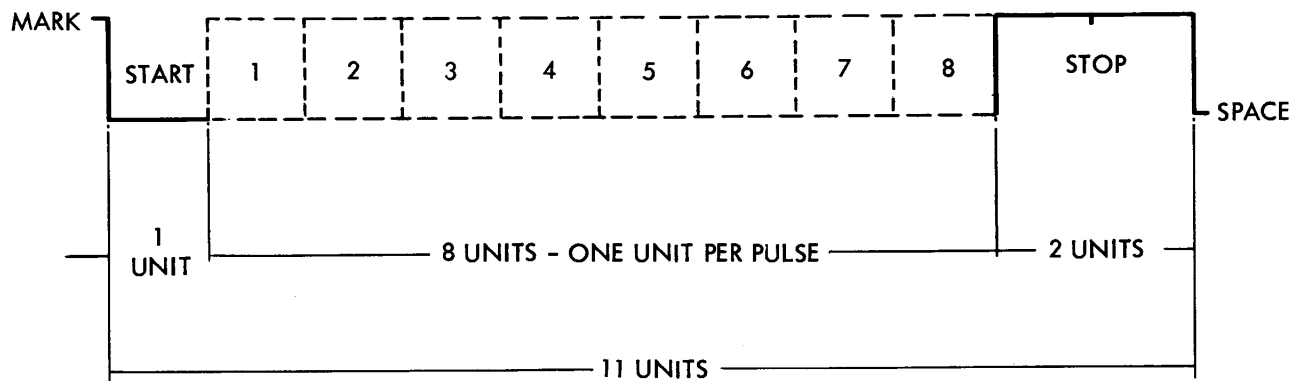 MARK
START 1 2 3 4 5 6 7 8 STOP
SPACE
1
UNIT
8 UNITS - ONE UNIT PER PULSE
2 UNITS
11 UNITS